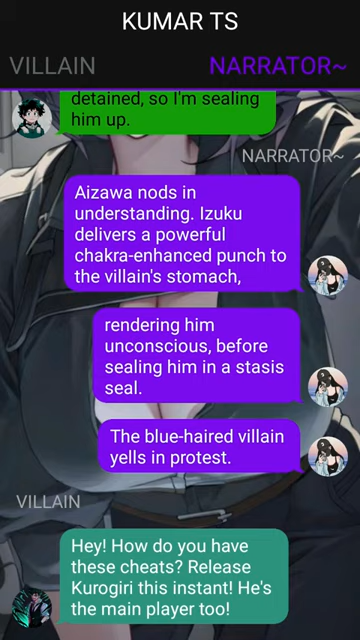 KUMAR TS
VILLAIN
NARRATOR~
detained, so I'm sealing
him up.
NARRATOR~
Aizawa nods in
understanding. Izuku
delivers a powerful
chakra-enhanced punch to
the villain's stomach,
rendering him
unconscious, before
sealing him in a stasis
seal.
The blue-haired villain
yells in protest.
VILLAIN
Hey! How do you have
these cheats? Release
Kurogiri this instant! He's
the main player too!